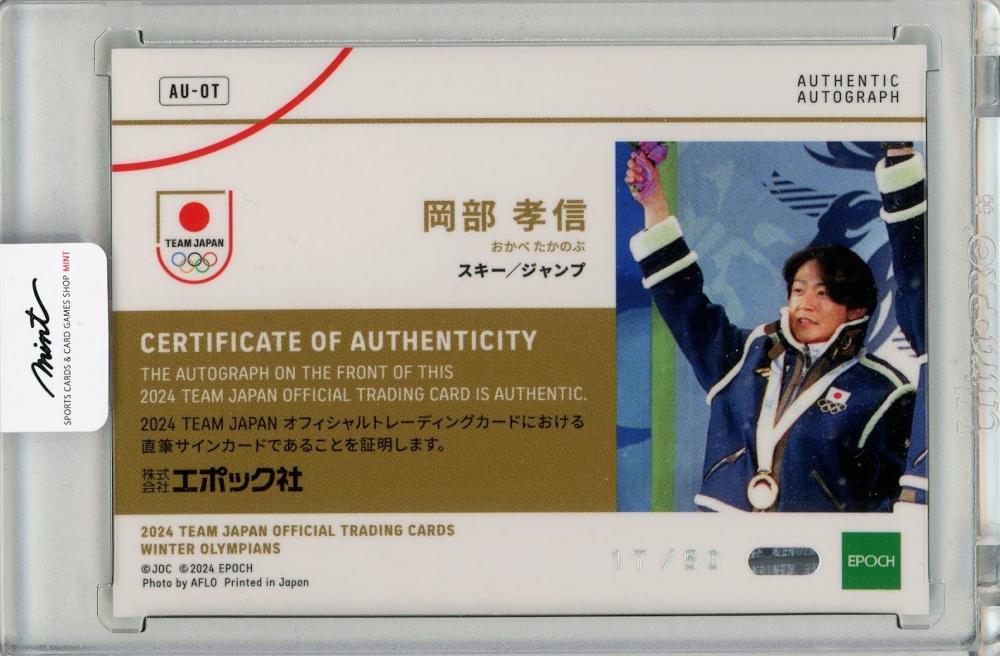 AU-OT
AUTHENTIC
AUTOGRAPH
TEAM JAPAN
岡部 孝信
おかべ たかのぶ
スキー／ジャンプ
CERTIFICATE OF AUTHENTICITY
THE AUTOGRAPH ON THE FRONT OF THIS
2024 TEAM JAPAN OFFICIAL TRADING CARD IS AUTHENTIC.
2024 TEAM JAPAN オフィシャルトレーディングカードにおける
直筆サインカードであることを証明します。
株式会社エポック社
2024 TEAM JAPAN OFFICIAL TRADING CARDS
WINTER OLYMPIANS
©JOC ©2024 EPOCH
Photo by AFLO Printed in Japan
17/50
EPOCH
mint
SPORTS CARDS & CARD GAMES SHOP MINT